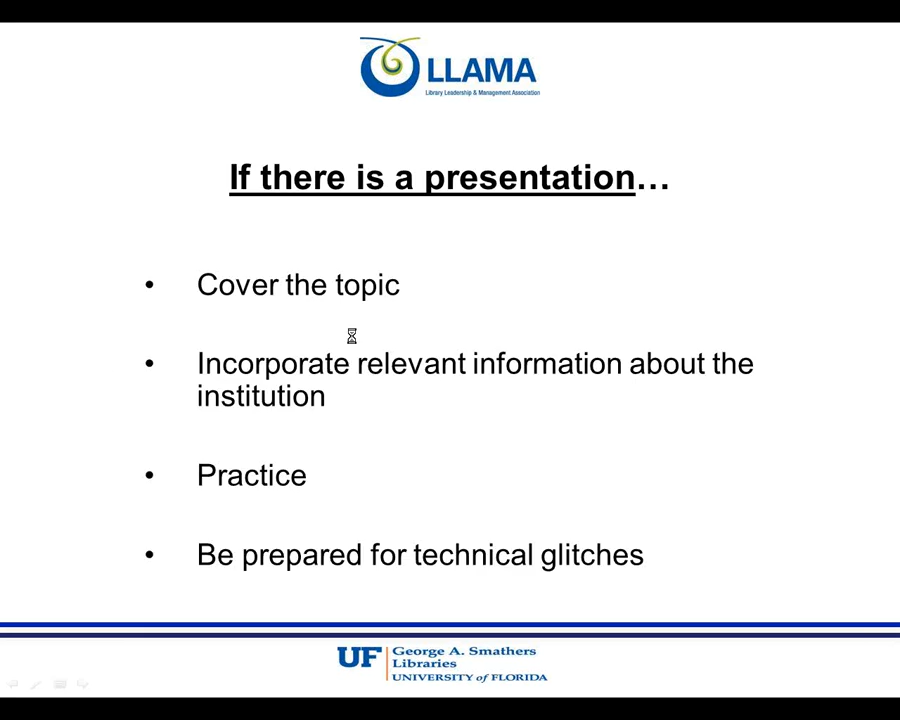 LLAMA
Library Leadership & Management Association
If there is a presentation…
• Cover the topic
• Incorporate relevant information about the
institution
• Practice
• Be prepared for technical glitches
UF George A. Smathers
Libraries
UNIVERSITY of FLORIDA